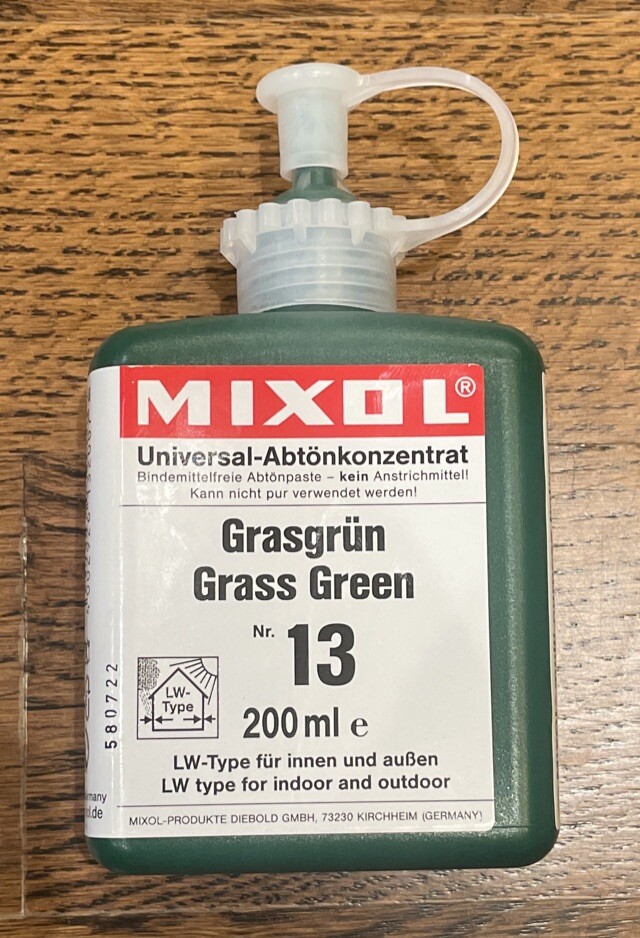 MIXOL®
Universal-Abtönkonzentrat
Bindemittelfreie Abtönpaste – kein Anstrichmittel!
Kann nicht pur verwendet werden!
Grasgrün
Grass Green
Nr. 13
LW-
Type
200 ml e
LW-Type für innen und außen
LW type for indoor and outdoor
MIXOL-PRODUKTE DIEBOLD GMBH, 73230 KIRCHHEIM (GERMANY)
580722